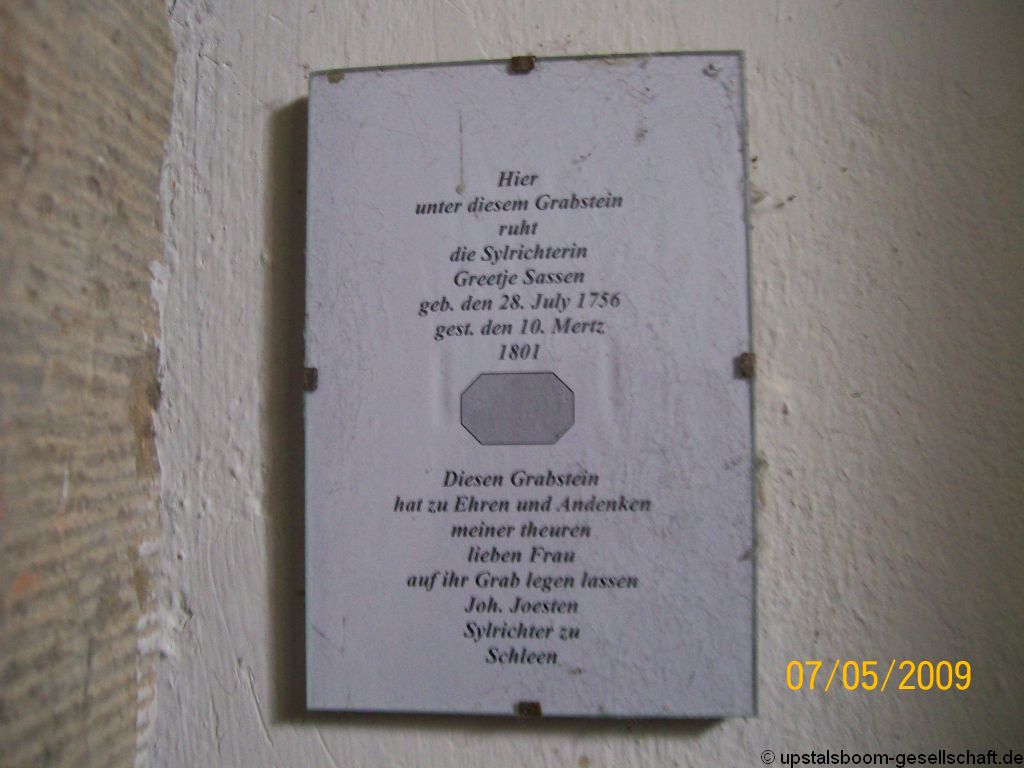 Hier
unter diesem Grabstein
ruht
die Sylrichterin
Greetje Sassen
geb. den 28. July 1756
gest. den 10. Mertz
1801
Diesen Grabstein
hat zu Ehren und Andenken
meiner theuren
lieben Frau
auf ihr Grab legen lassen
Joh. Joesten
Sylrichter zu
Schleen
07/05/2009
© upstalsboom-gesellschaft.de